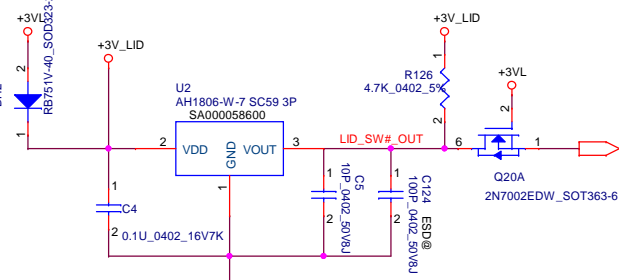 +3VL
RB751V-40_SOD323-
2
1
+3V_LID
1
C4
2
0.1U_0402_16V7K
U2
AH1806-W-7 SC59 3P
SA000058600
2
VDD
GND
VOUT
3
1
LID_SW#_OUT
1
C5
10P_0402_50V8J
2
1
C124
100P_0402_50V8J
ESD@
2
+3V_LID
1
R126
4.7K_0402_5%
2
+3VL
2
6
1
Q20A
2N7002EDW_SOT363-6